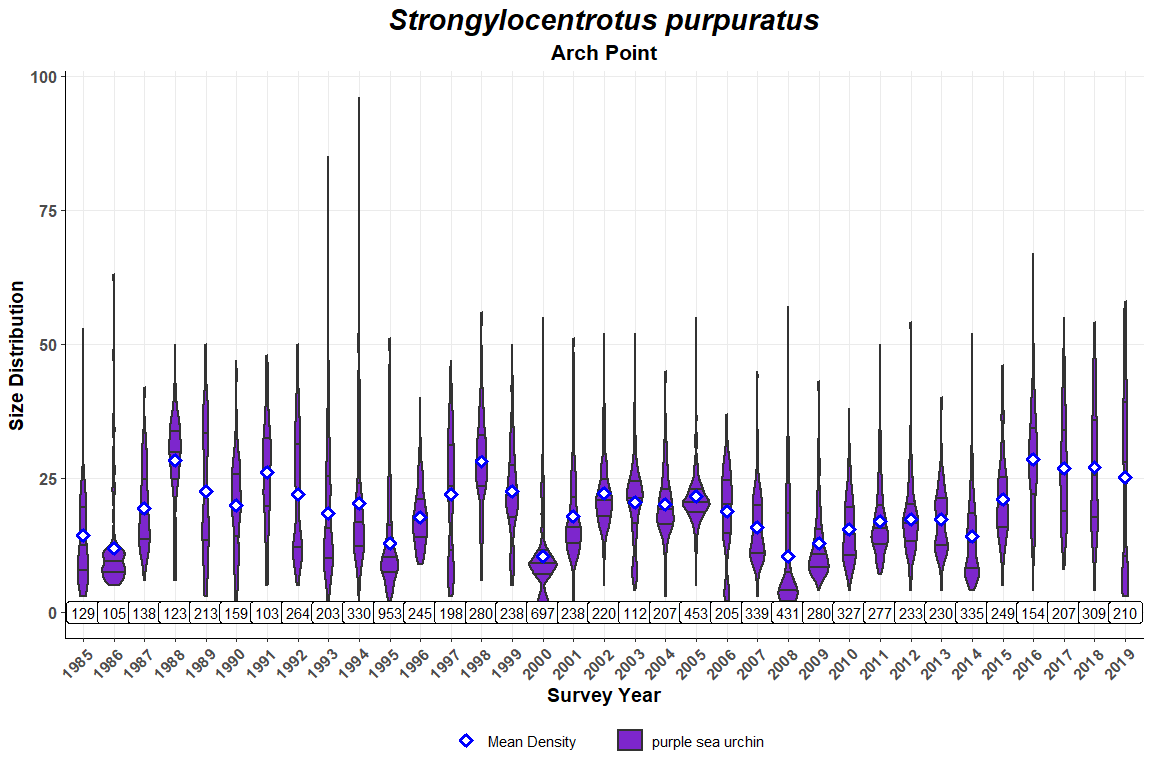 Strongylocentrotus purpuratus
Arch Point
100
75
50
25
0
Size Distribution
129 105 138 123 213 159 103 264 203 330 953 245 198 280 238 697 238 220 112 207 453 205 339 431 280 327 277 233 230 335 249 154 207 309 210
1985 1986 1987 1988 1989 1990 1991 1992 1993 1994 1995 1996 1997 1998 1999 2000 2001 2002 2003 2004 2005 2006 2007 2008 2009 2010 2011 2012 2013 2014 2015 2016 2017 2018 2019
Survey Year
Mean Density purple sea urchin